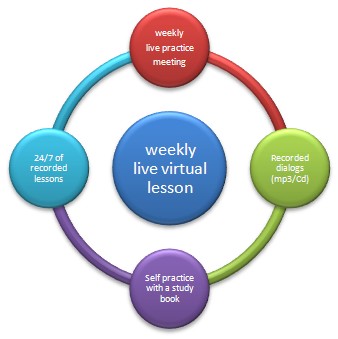 weekly
live practice
meeting
weekly
live virtual
lesson
24/7 of
recorded
lessons
Recorded
dialogs
(mp3/Cd)
Self practice
with a study
book